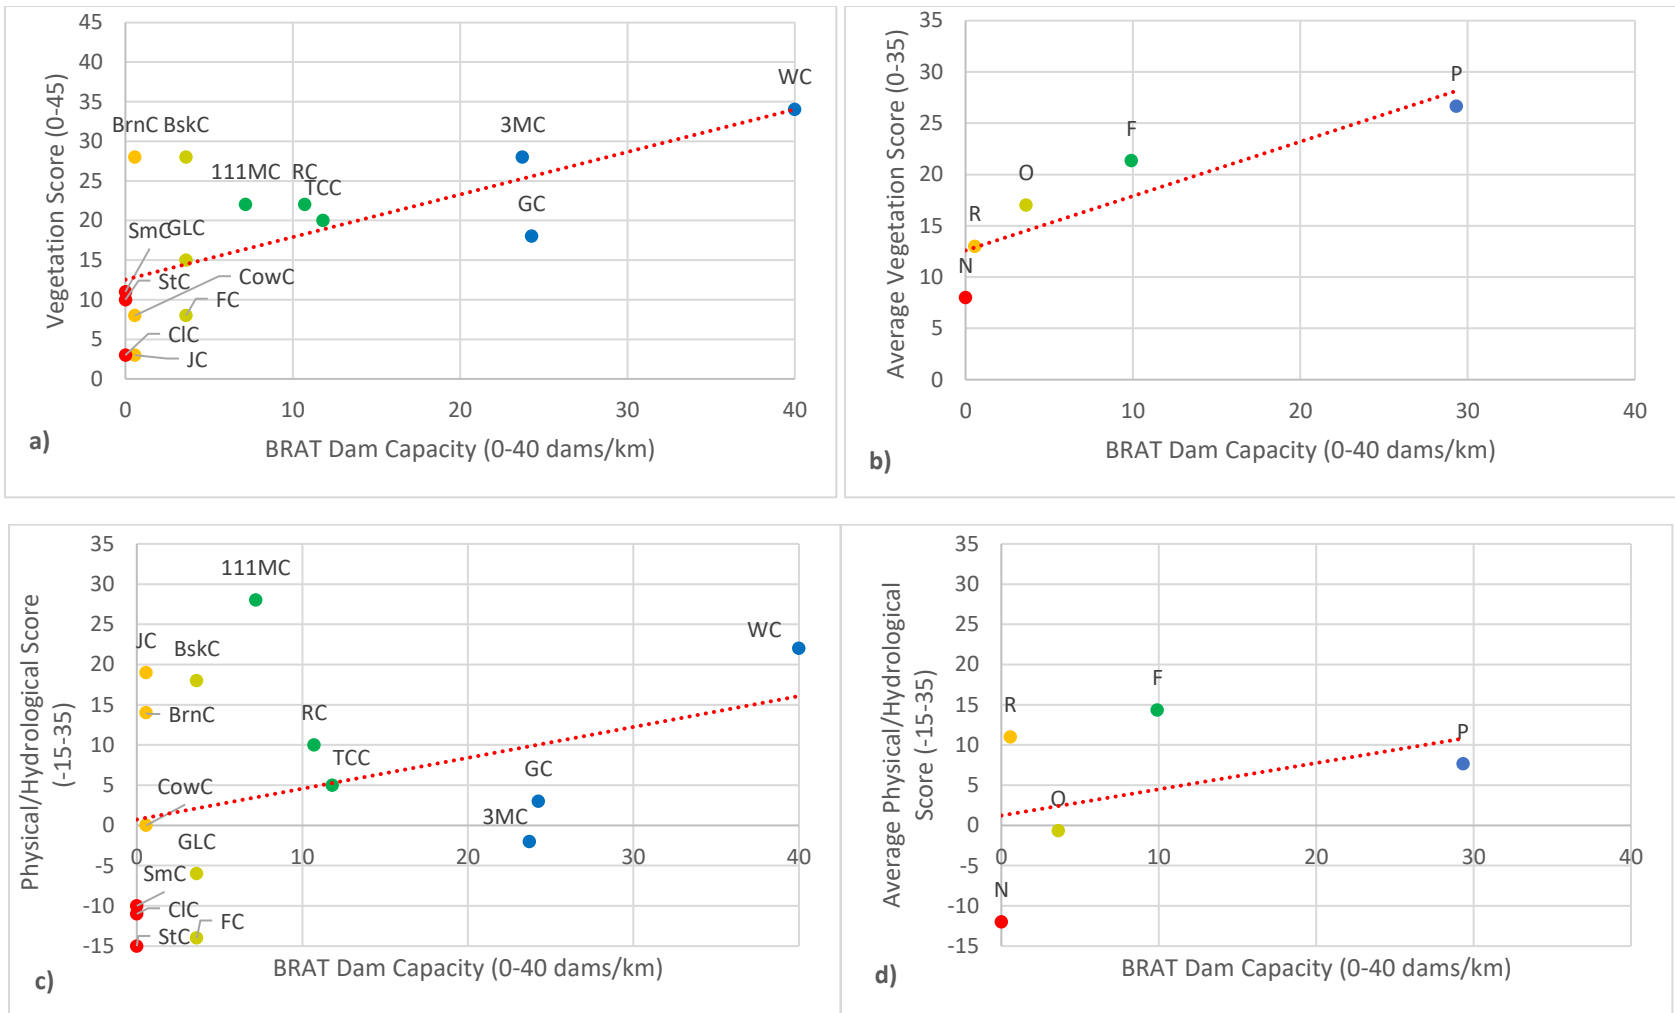 45
40
35
30
25
20
15
10
5
0
Vegetation Score (0-45)
WC
BrnC BskC
3MC
111MC RC
TCC
GC
SmC GLC
StC
CowC
FC
ClC
JC
0 10 20 30 40
BRAT Dam Capacity (0-40 dams/km)
a)
35
30
25
20
15
10
5
0
Average Vegetation Score (0-35)
P
F
O
R
N
0 10 20 30 40
BRAT Dam Capacity (0-40 dams/km)
b)
35
30
25
20
15
10
5
0
-5
-10
-15
Physical/Hydrological Score
(-15-35)
111MC
JC
BskC
WC
BrnC
RC
TCC
GC
CowC
3MC
GLC
SmC
ClC
FC
StC
0 10 20 30 40
BRAT Dam Capacity (0-40 dams/km)
c)
35
30
25
20
15
10
5
0
-5
-10
-15
Average Physical/Hydrological
Score (-15-35)
F
R
P
O
N
0 10 20 30 40
BRAT Dam Capacity (0-40 dams/km)
d)